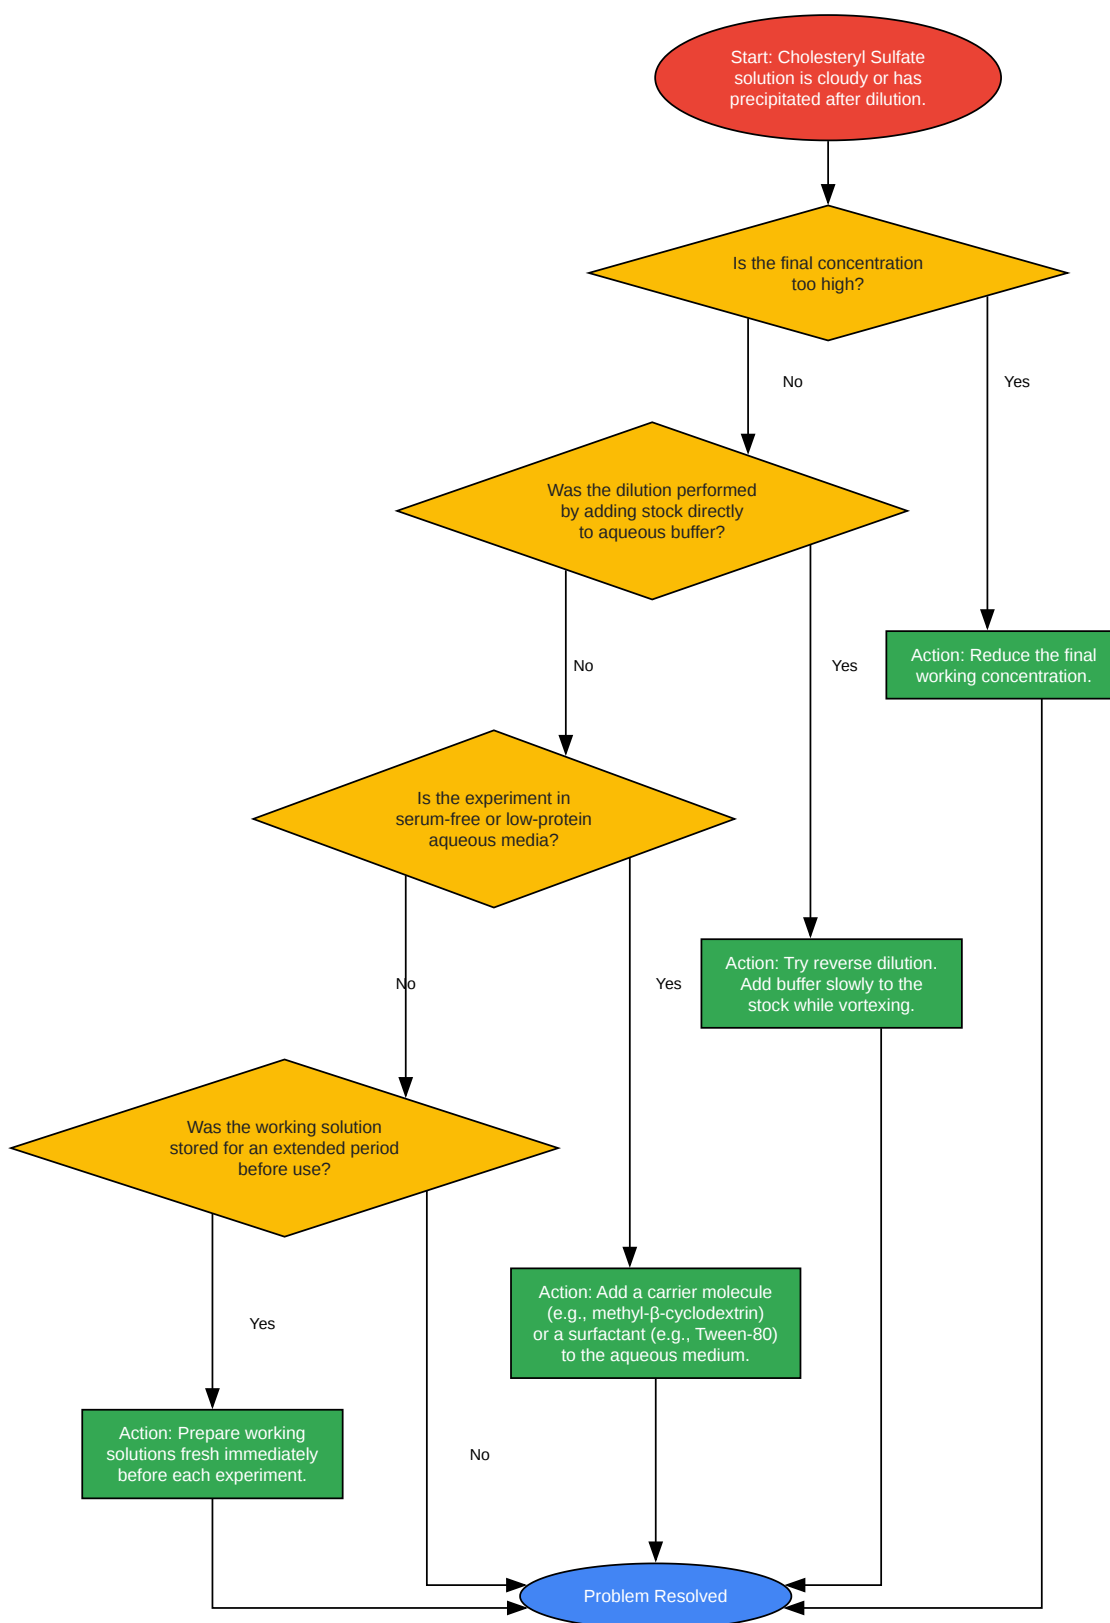 Start: Cholesteryl Sulfate
solution is cloudy or has
precipitated after dilution.
Is the final concentration
too high?
No
Yes
Was the dilution performed
by adding stock directly
to aqueous buffer?
No
Yes
Action: Reduce the final
working concentration.
Is the experiment in
serum-free or low-protein
aqueous media?
No
Yes
Action: Try reverse dilution.
Add buffer slowly to the
stock while vortexing.
Was the working solution
stored for an extended period
before use?
Yes
No
Action: Add a carrier molecule
(e.g., methyl-β-cyclodextrin)
or a surfactant (e.g., Tween-80)
to the aqueous medium.
Action: Prepare working
solutions fresh immediately
before each experiment.
Problem Resolved